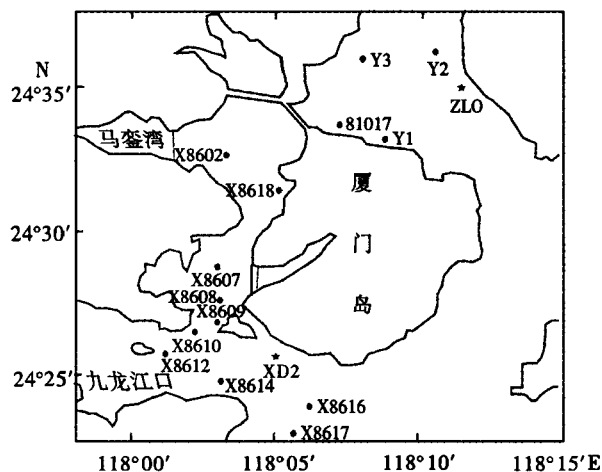 N
24°35′
24°30′
24°25′
Y3
Y2
ZL0
81017
Y1
马銮湾
X8602
X8618
厦
门
岛
X8607
X8608
X8609
X8610
X8612
XD2
九龙江口
X8614
X8616
X8617
118°00′
118°05′
118°10′
118°15′E